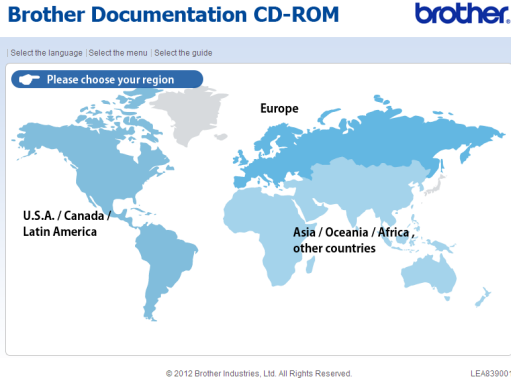 Brother Documentation CD-ROM
brother®
| Select the language | Select the menu | Select the guide
Please choose your region
Europe
U.S.A. / Canada /
Latin America
Asia / Oceania / Africa ,
other countries
© 2012 Brother Industries, Ltd. All Rights Reserved.
LEA839001